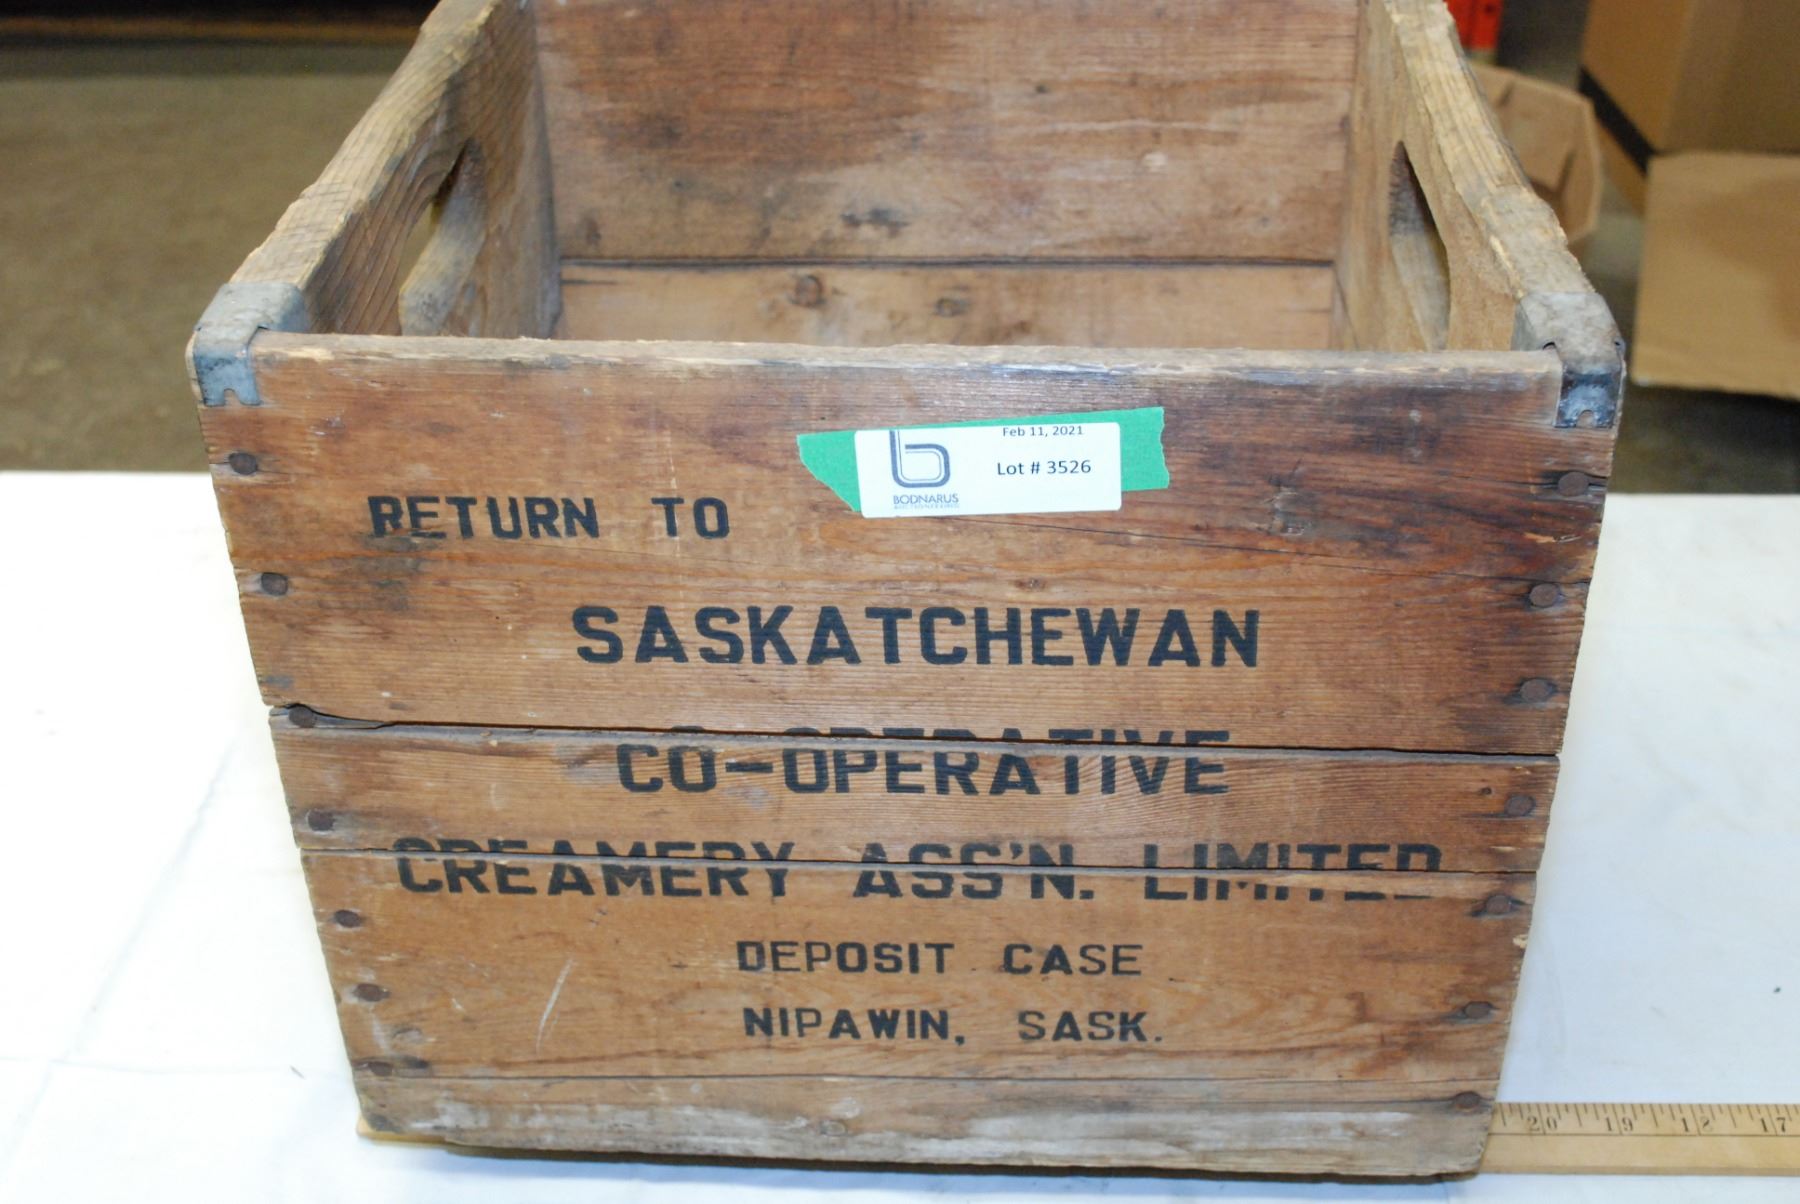 Feb 11, 2021
Lot # 3526
b
BODNARUS
AUCTIONEERING
RETURN TO
SASKATCHEWAN
CO-OPERATIVE
CREAMERY ASS'N. LIMITED
DEPOSIT CASE
NIPAWIN, SASK.
20 19 18 17